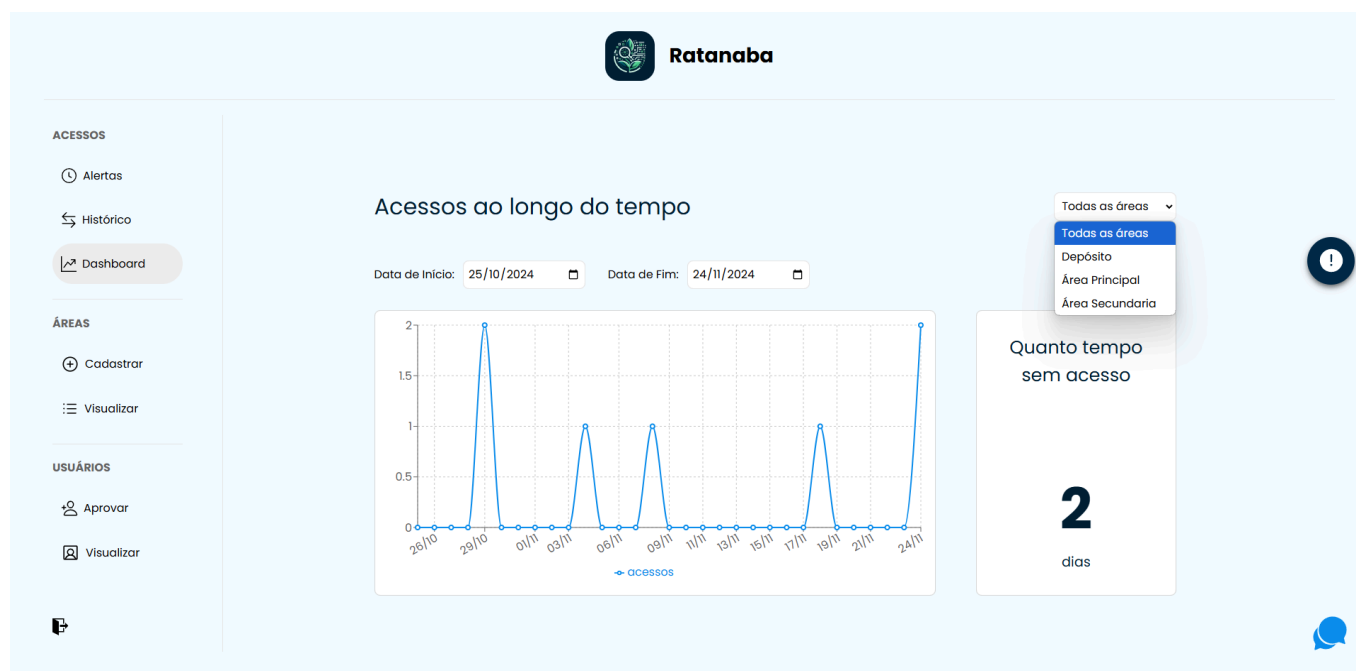 Ratanaba
ACESSOS
Alertas
Histórico
Dashboard
ÁREAS
Cadastrar
Visualizar
USUÁRIOS
Aprovar
Visualizar
Acessos ao longo do tempo
Todas as áreas
Todas as áreas
Depósito
Área Principal
Área Secundaria
Data de Inicio: 25/10/2024 Data de Fim: 24/11/2024
2
1.5
1
0.5
0
26/10 29/10 01/11 03/11 06/11 09/11 11/11 13/11 15/11 17/11 19/11 21/11 24/11
acessos
Quanto tempo
sem acesso
2
dias